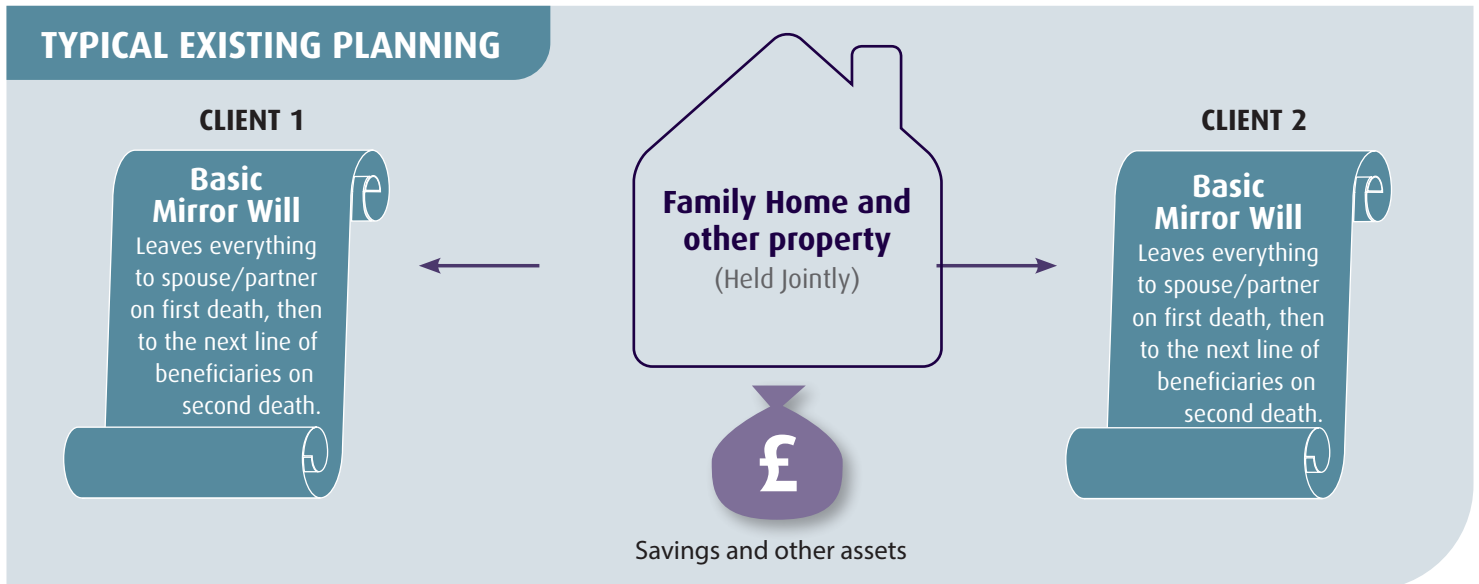 TYPICAL EXISTING PLANNING
CLIENT 1
Basic
Mirror Will
Leaves everything
to spouse/partner
on first death, then
to the next line of
beneficiaries on
second death.
Family Home and
other property
(Held Jointly)
£
Savings and other assets
CLIENT 2
Basic
Mirror Will
Leaves everything
to spouse/partner
on first death, then
to the next line of
beneficiaries on
second death.